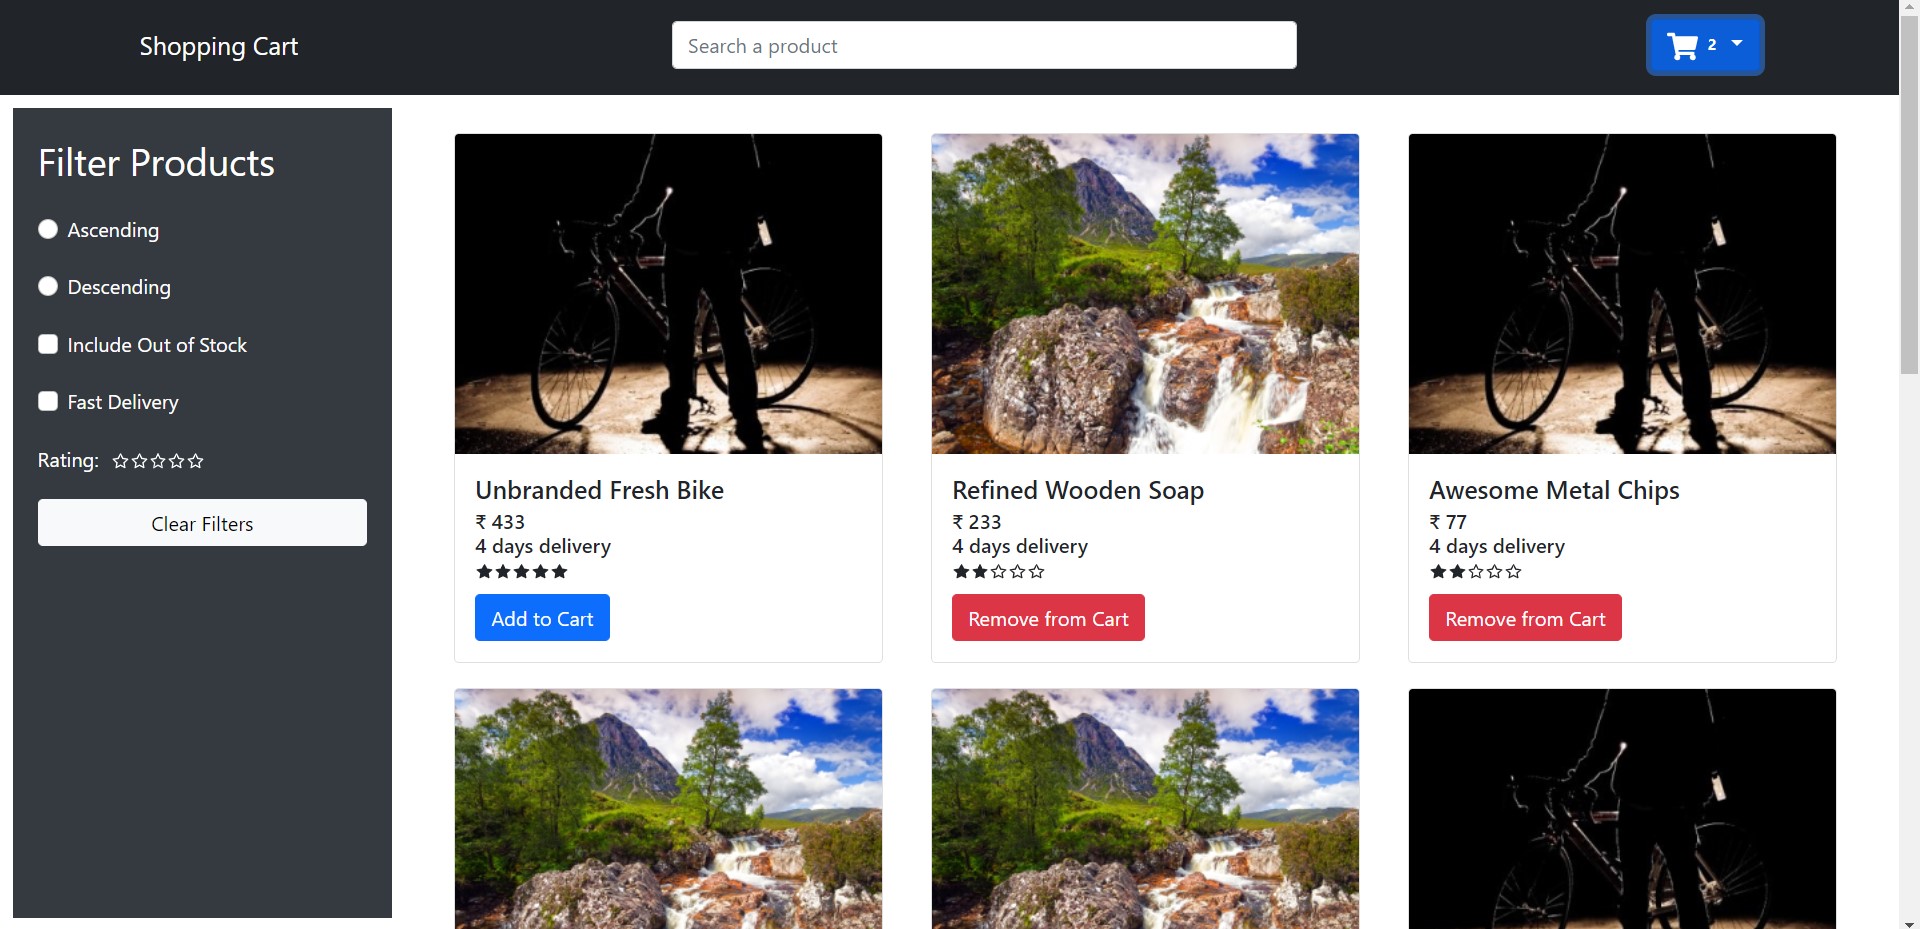 Shopping Cart
Search a product
2
Filter Products
Ascending
Descending
Include Out of Stock
Fast Delivery
Rating:
Clear Filters
Unbranded Fresh Bike
₹ 433
4 days delivery
Add to Cart
Refined Wooden Soap
₹ 233
4 days delivery
Remove from Cart
Awesome Metal Chips
₹ 77
4 days delivery
Remove from Cart